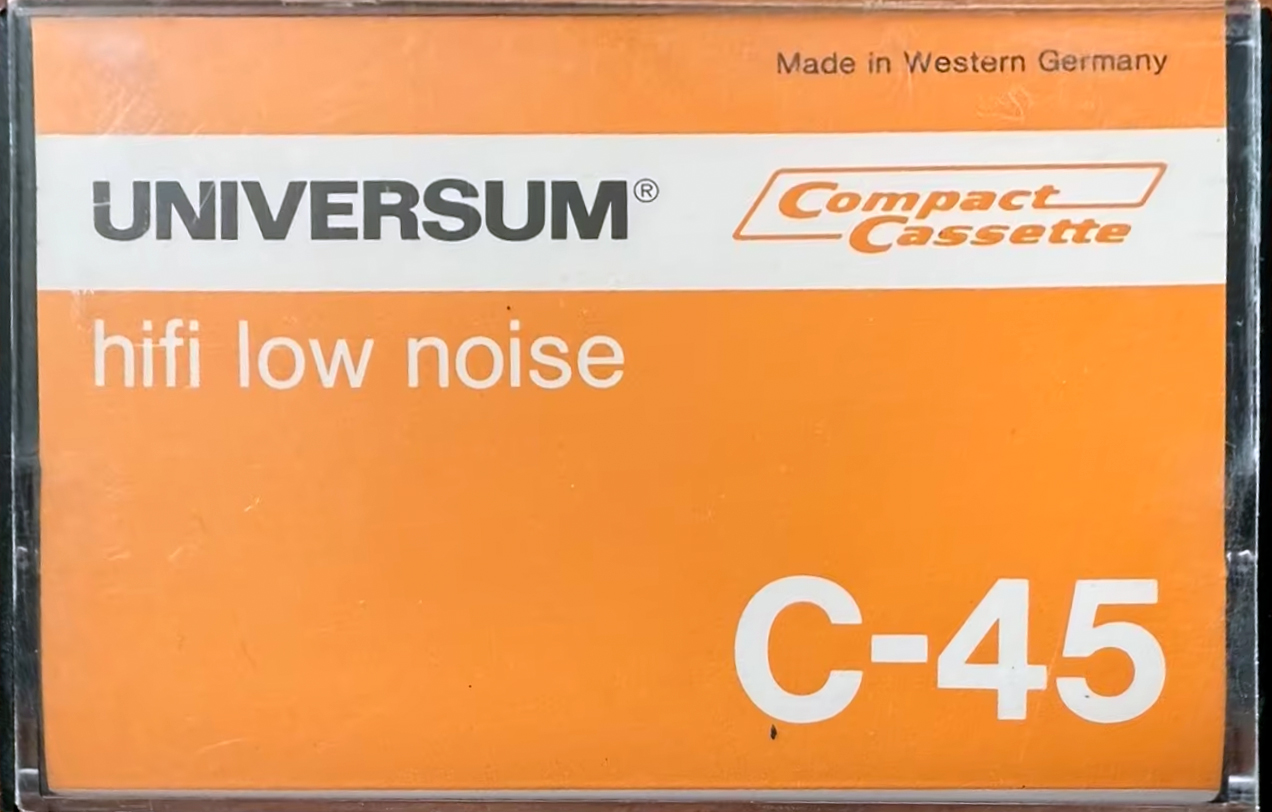 Made in Western Germany
UNIVERSUM®
Compact
Cassette
hifi low noise
C-45